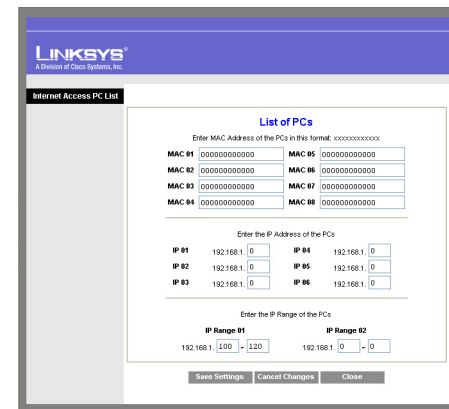 LINKSYS®
A Division of Cisco Systems, Inc.
Internet Access PC List
List of PCs
Enter MAC Address of the PCs in this format: xxxxxxxxxxxx
MAC 01 000000000000 MAC 05 000000000000
MAC 02 000000000000 MAC 06 000000000000
MAC 03 000000000000 MAC 07 000000000000
MAC 04 000000000000 MAC 08 000000000000
Enter the IP Address of the PCs
IP 01 192.168.1. 0 IP 04 192.168.1. 0
IP 02 192.168.1. 0 IP 05 192.168.1. 0
IP 03 192.168.1. 0 IP 06 192.168.1. 0
Enter the IP Range of the PCs
IP Range 01 IP Range 02
192.168.1. 100 ~ 120 192.168.1. 0 ~ 0
Save Settings Cancel Changes Close